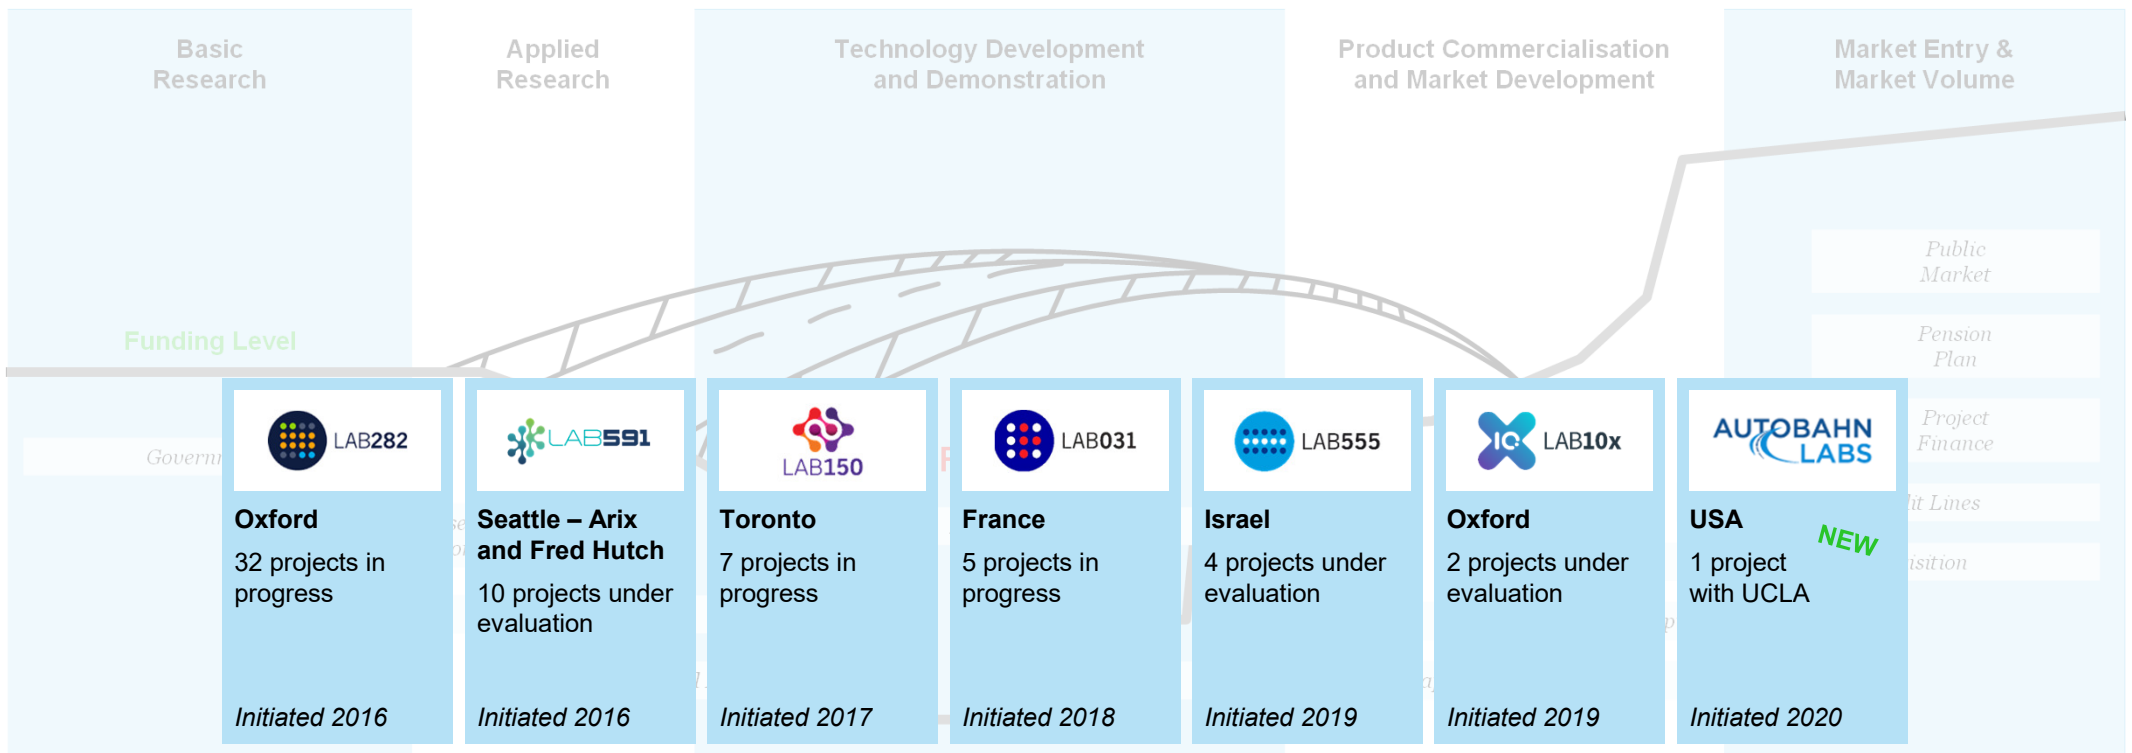 Basic
Research
Applied
Research
Technology Development
and Demonstration
Product Commercialisation
and Market Development
Market Entry &
Market Volume
Public
Market
Pension
Plan
Project
Finance
Funding Level
LAB282
Oxford
32 projects in
progress
Initiated 2016
LAB591
Seattle – Arix
and Fred Hutch
10 projects under
evaluation
Initiated 2016
LAB150
Toronto
7 projects in
progress
Initiated 2017
LAB031
France
5 projects in
progress
Initiated 2018
LAB555
Israel
4 projects under
evaluation
Initiated 2019
IQ
LAB10x
Oxford
2 projects under
evaluation
Initiated 2019
AUTOBAHN
LABS
USA
NEW
1 project
with UCLA
Initiated 2020
Lines